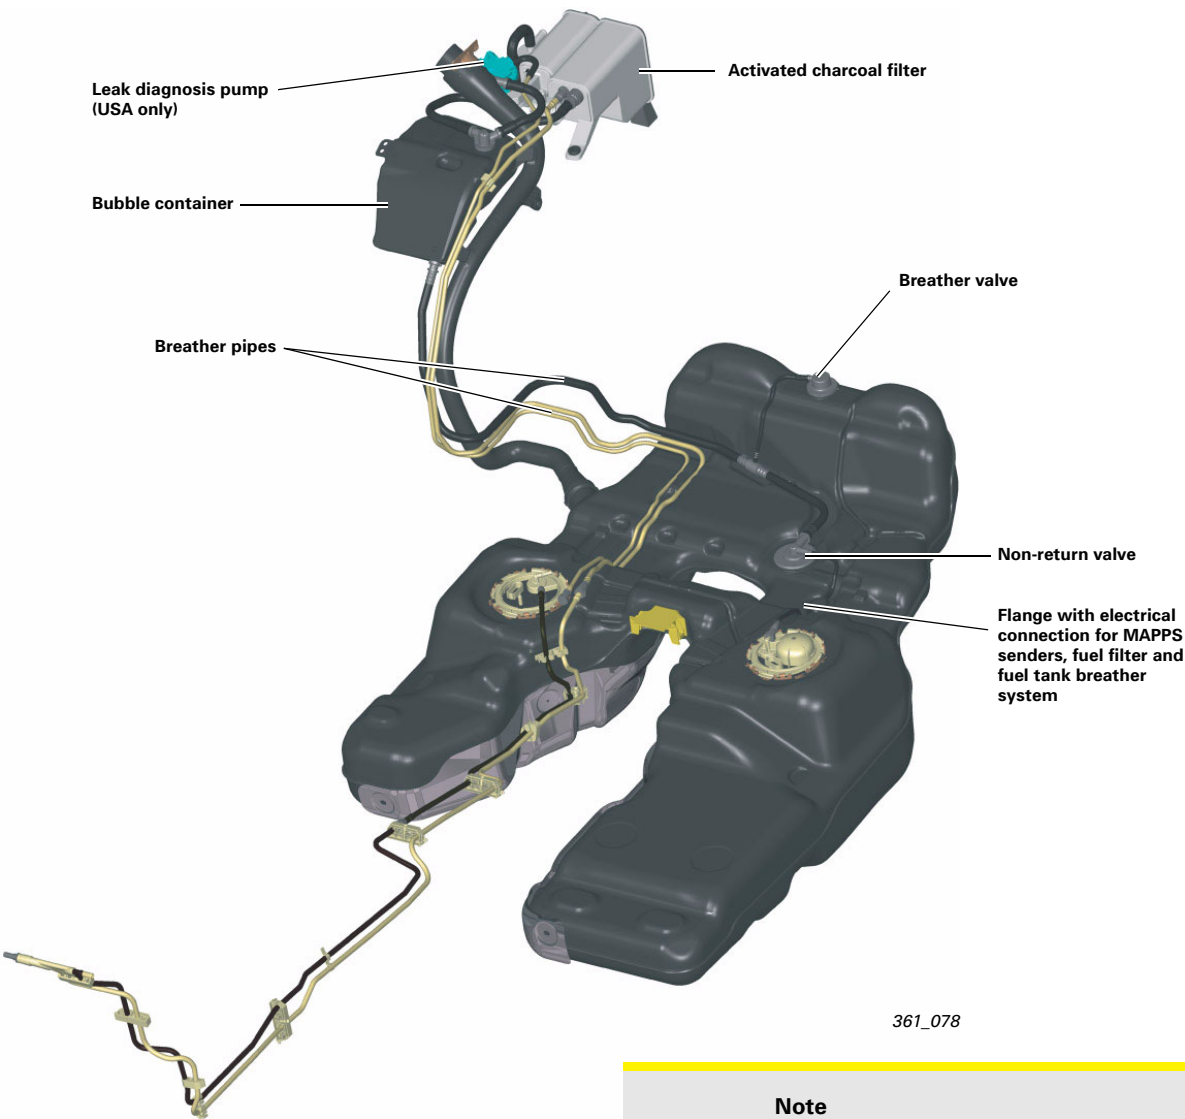 Leak diagnosis pump
(USA only)
Activated charcoal filter
Bubble container
Breather valve
Breather pipes
Non-return valve
Flange with electrical
connection for MAPPS
senders, fuel filter and
fuel tank breather
system
361_078
Note